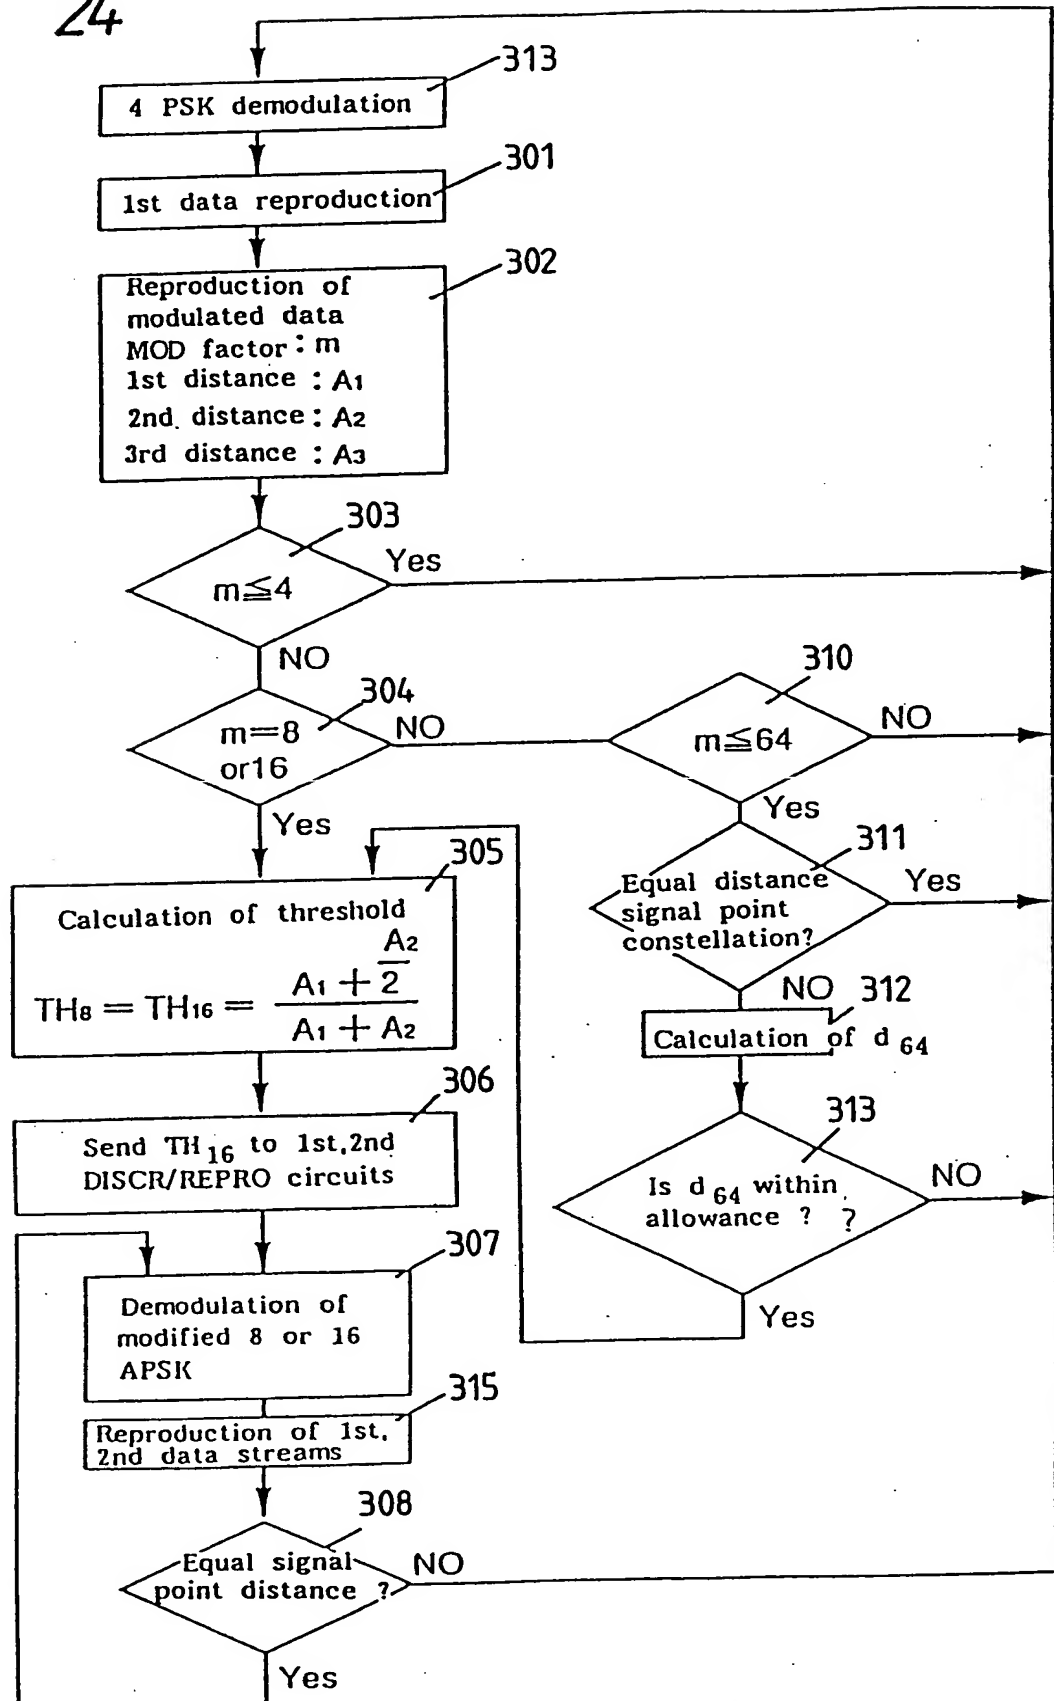 24
313
4 PSK demodulation
301
1st data reproduction
302
Reproduction of
modulated data
MOD factor : m
1st distance : A1
2nd. distance : A2
3rd distance : A3
303
m≦4
Yes
NO
304
m=8
or16
NO
Yes
310
m≦64
NO
Yes
311
Equal distance
signal point
constellation?
Yes
NO
312
Calculation of d 64
313
Is d 64 within
allowance ? ?
NO
Yes
305
Calculation of threshold
A2
TH8 = TH16 = A1 + 2
A1 + A2
306
Send TH16 to 1st,2nd
DISCR/REPRO circuits
307
Demodulation of
modified 8 or 16
APSK
315
Reproduction of 1st,
2nd data streams
308
Equal signal
point distance ?
NO
Yes